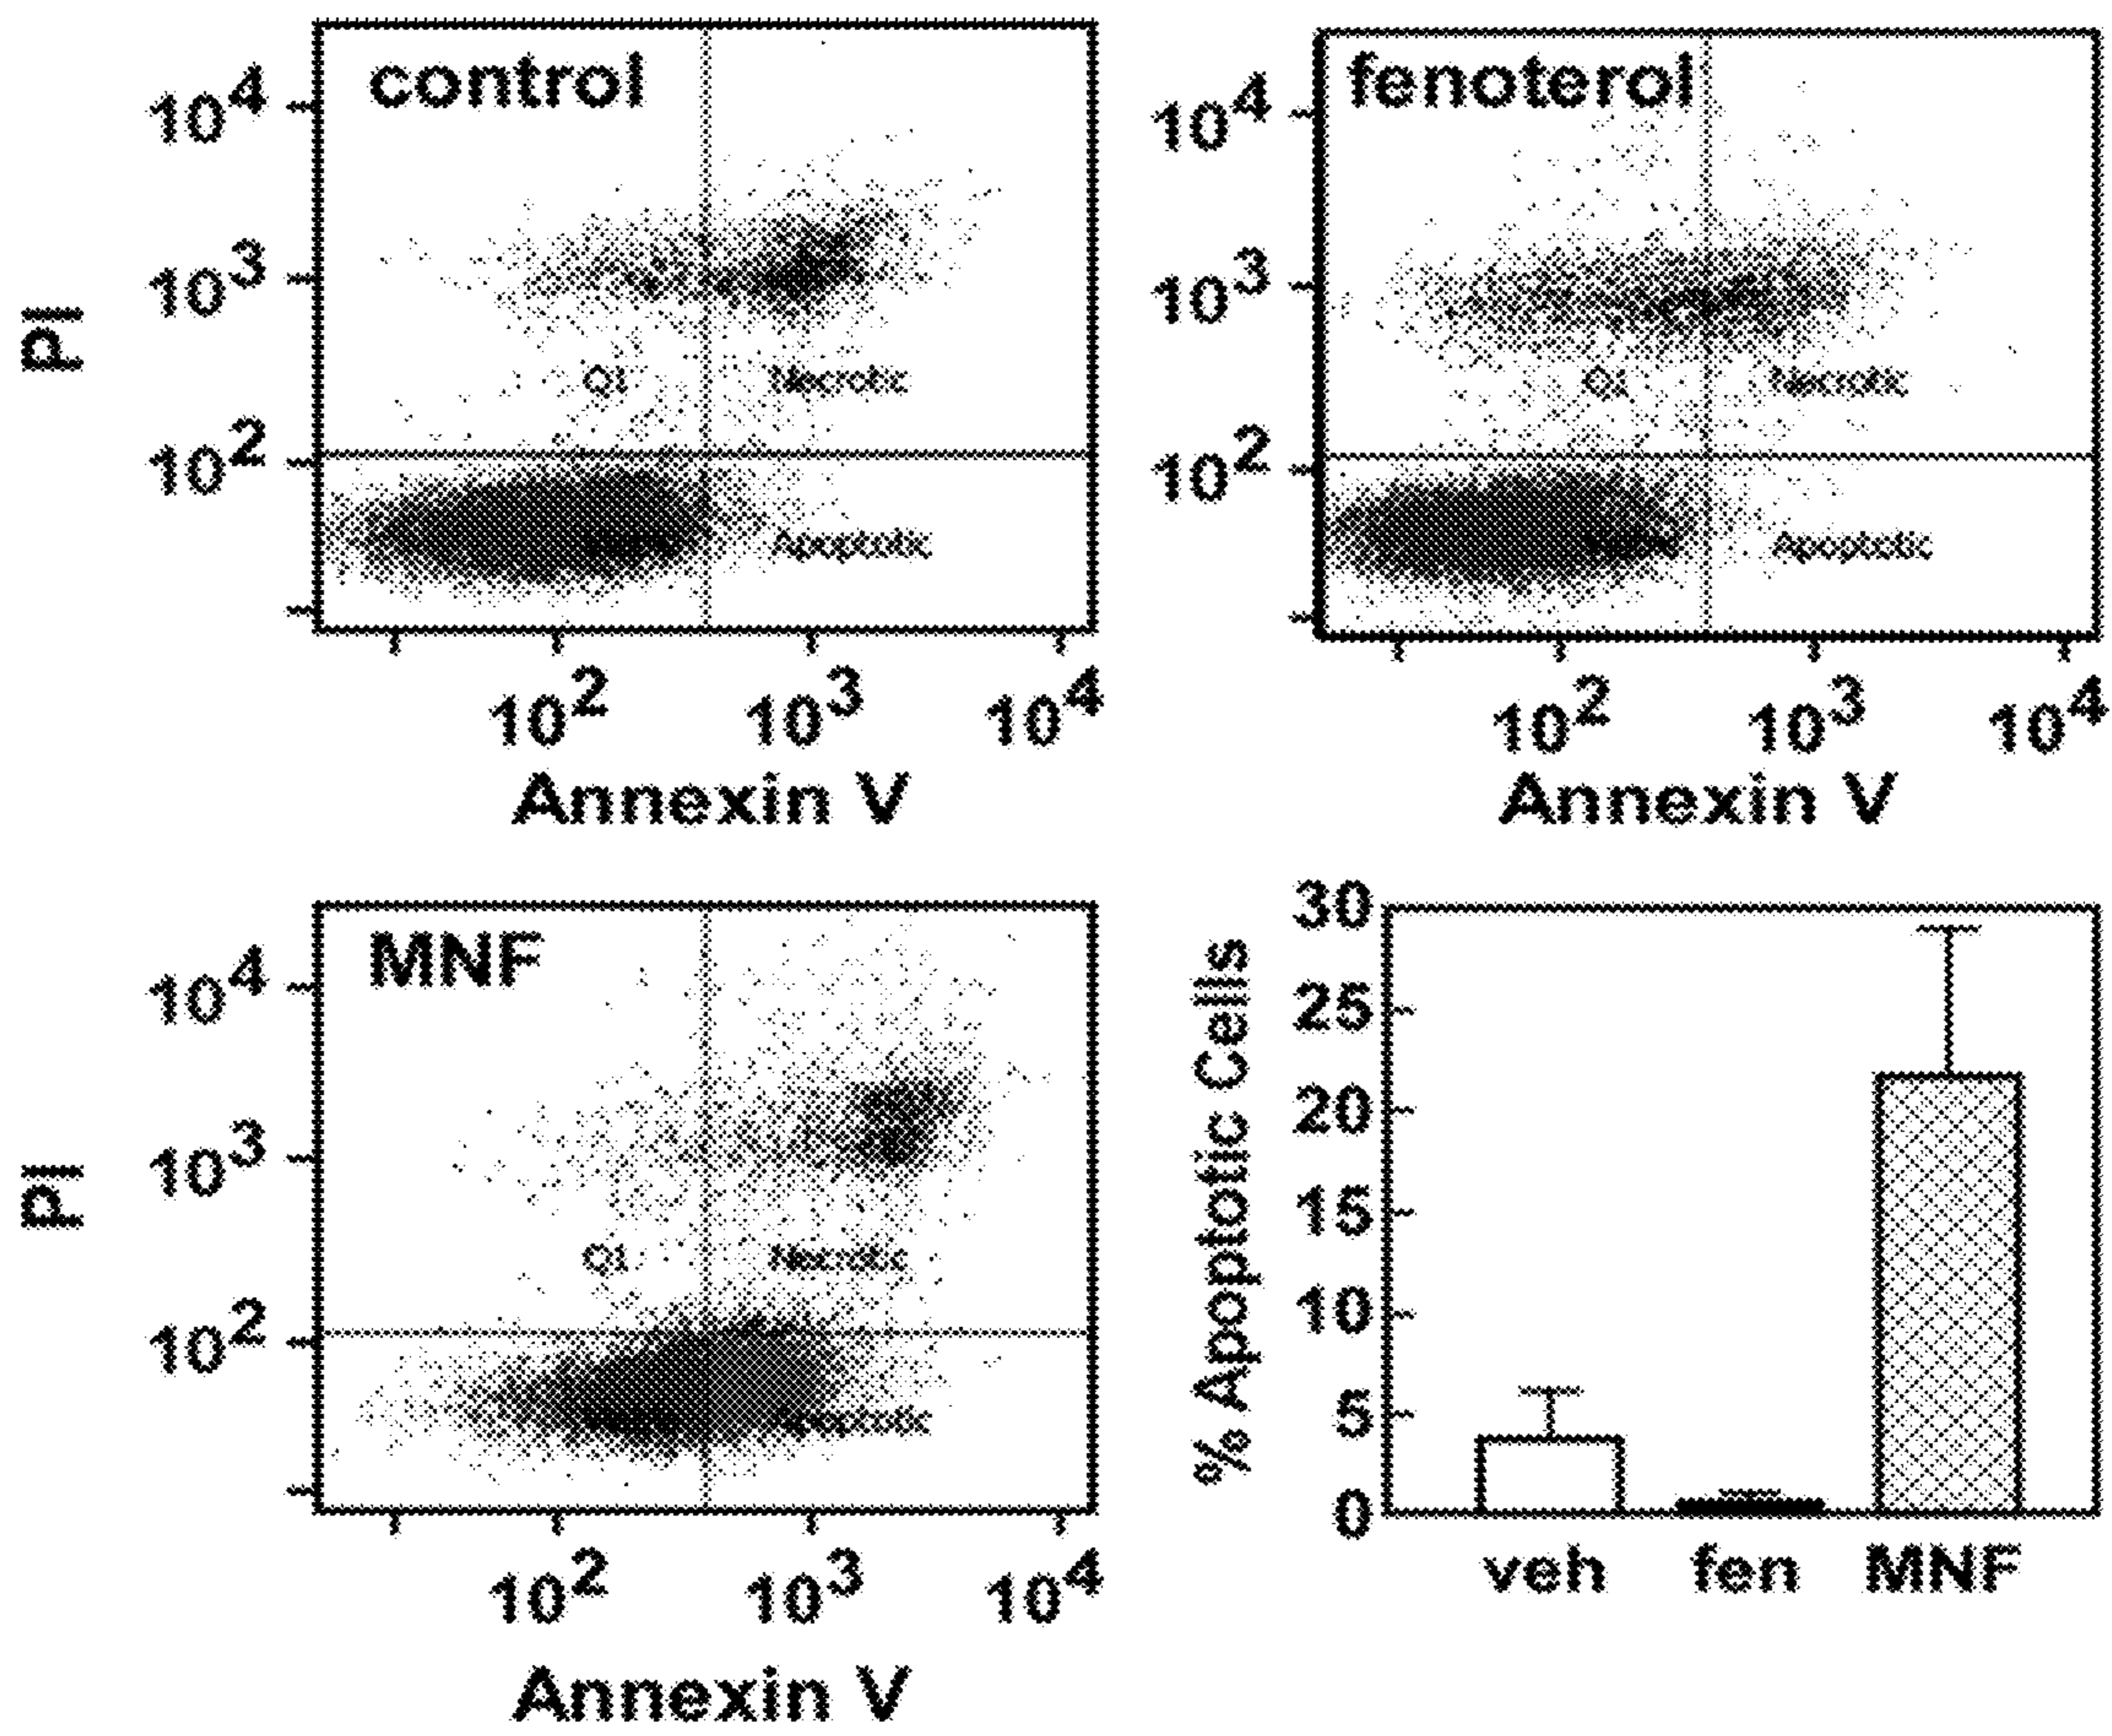 control
10^4
10^3
10^2
PI
Q1
Necrotic
Apoptotic
10^2 10^3 10^4
Annexin V
fenoterol
10^4
10^3
10^2
Q1
Necrotic
Apoptotic
10^2 10^3 10^4
Annexin V
MNF
10^4
10^3
10^2
PI
Q1
Necrotic
Apoptotic
10^2 10^3 10^4
Annexin V
% Apoptotic Cells
30
25
20
15
10
5
0
veh fen MNF